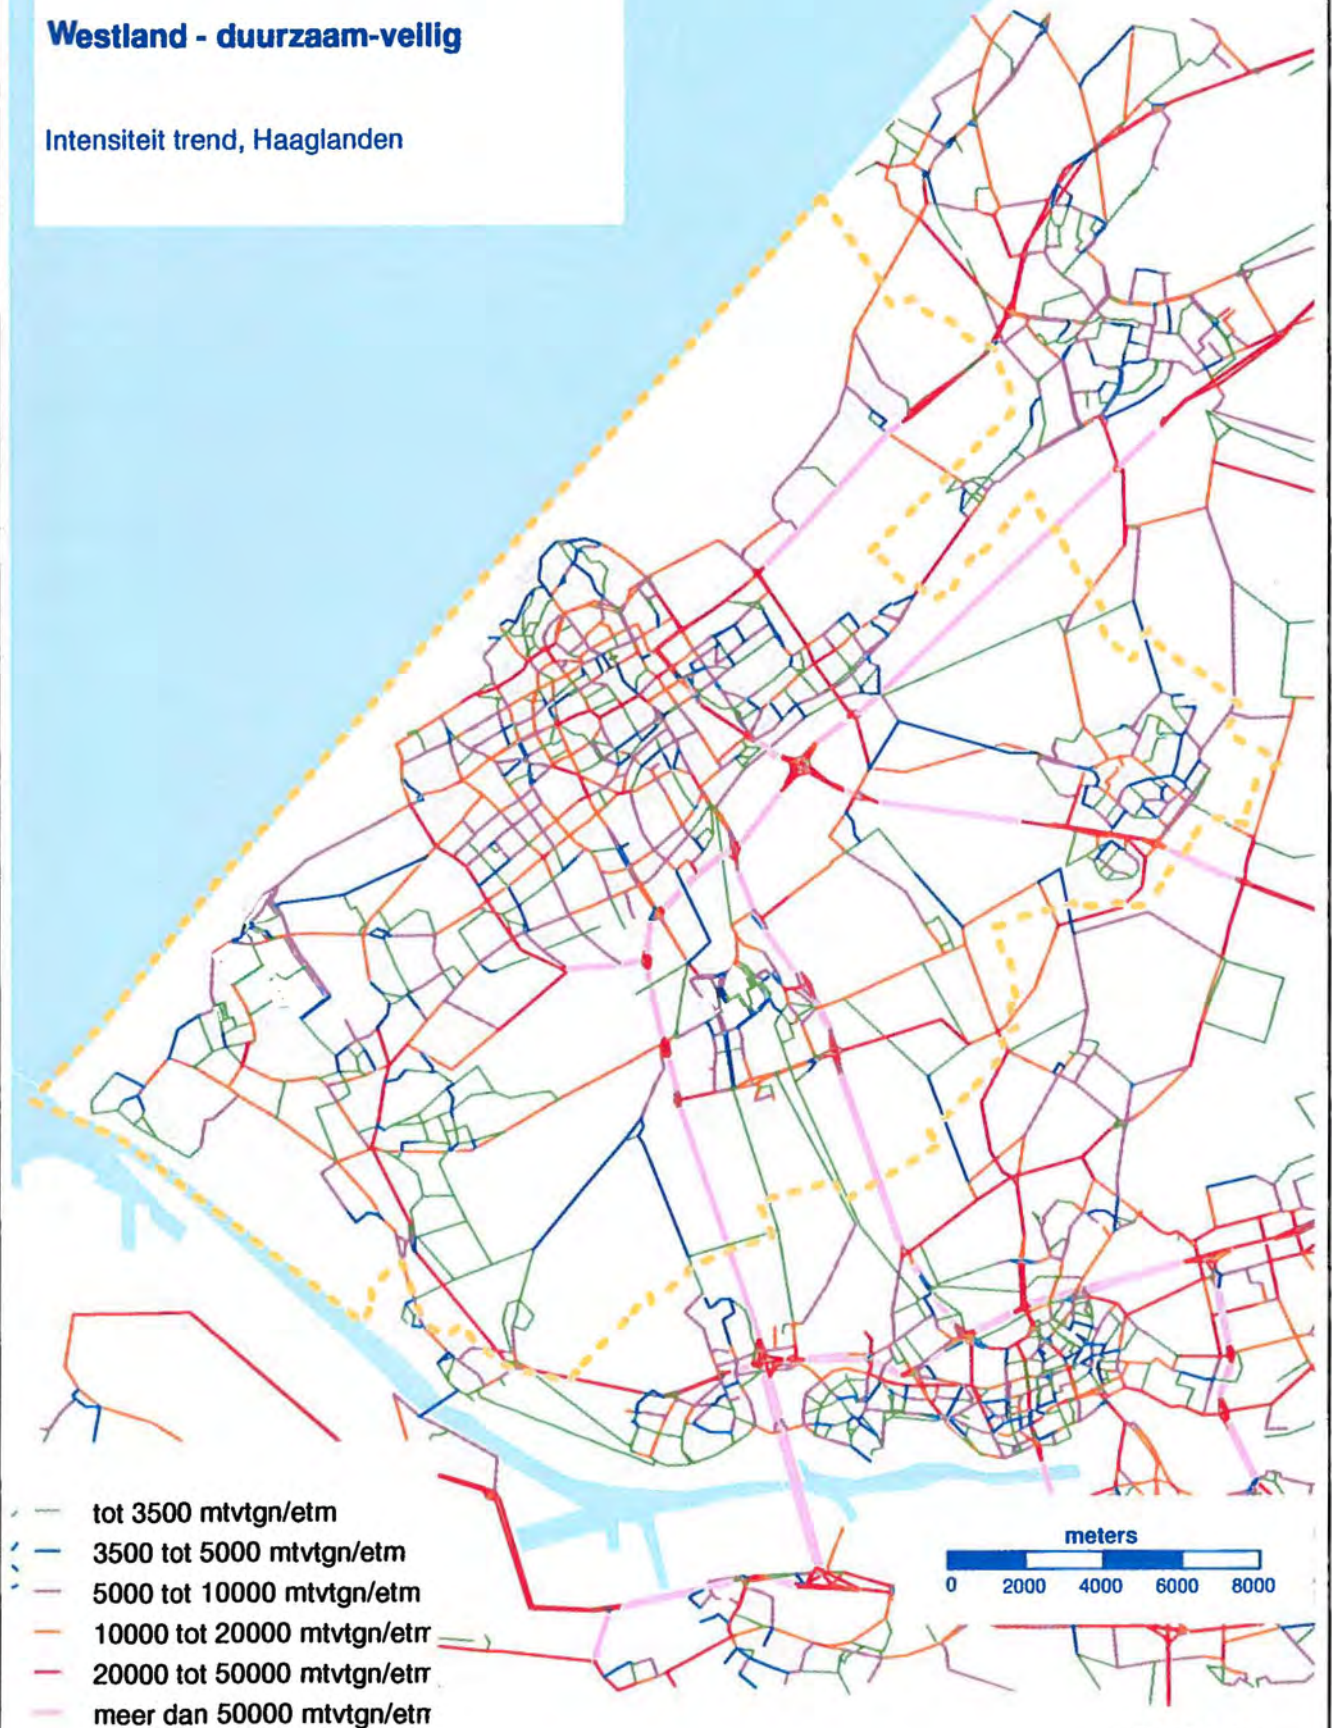 Westland - duurzaam-veilig
Intensiteit trend, Haaglanden
tot 3500 mtvtgn/etm
3500 tot 5000 mtvtgn/etm
5000 tot 10000 mtvtgn/etm
10000 tot 20000 mtvtgn/etm
20000 tot 50000 mtvtgn/etm
meer dan 50000 mtvtgn/etm
meters
0 2000 4000 6000 8000